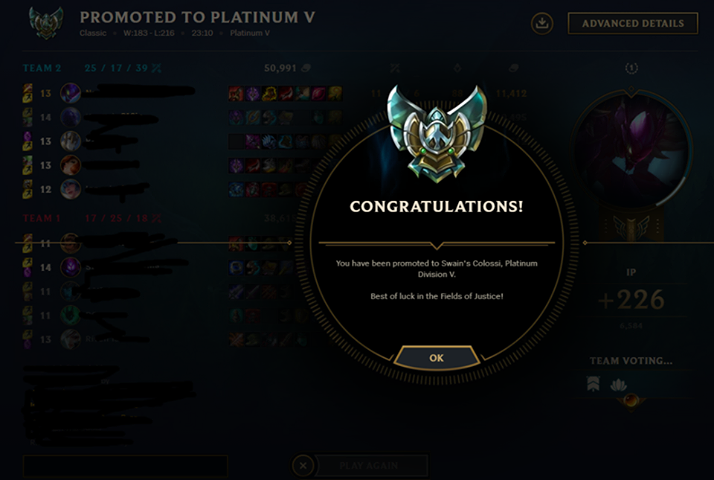 PROMOTED TO PLATINUM V
Classic • W:183 - L:216 • 23:10 • Platinum V
ADVANCED DETAILS
TEAM 2 25 / 17 / 39 50,991
13
14
13
13
12
11,412
CONGRATULATIONS!
You have been promoted to Swain's Colossi, Platinum
Division V.
Best of luck in the Fields of Justice!
OK
TEAM 1 17 / 25 / 18
11
14
11
11
13
IP
+226
TEAM VOTING...
PLAY AGAIN